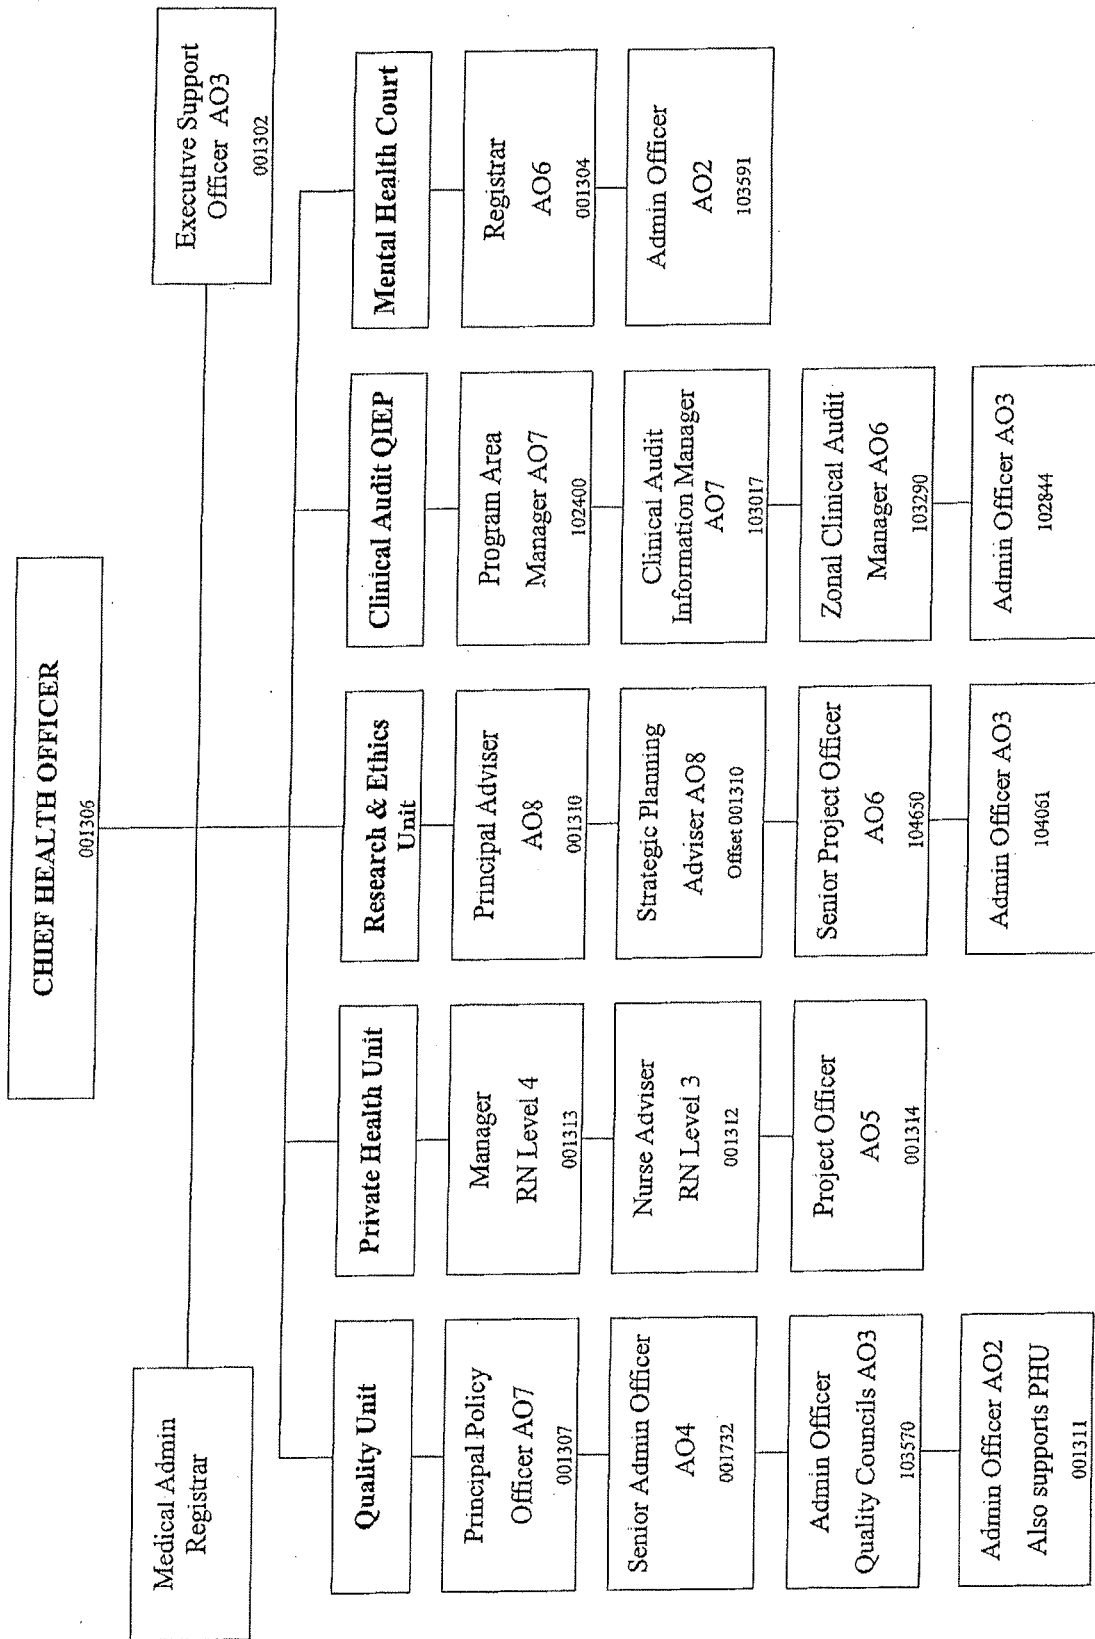 CHIEF HEALTH OFFICER
001306
Medical Admin
Registrar
Executive Support
Officer AO3
001302
Quality Unit
Principal Policy
Officer AO7
001307
Senior Admin Officer
AO4
001732
Admin Officer
Quality Councils AO3
103570
Admin Officer AO2
Also supports PHU
001311
Private Health Unit
Manager
RN Level 4
001313
Nurse Adviser
RN Level 3
001312
Project Officer
AO5
001314
Research & Ethics
Unit
Principal Adviser
AO8
001310
Strategic Planning
Adviser AO8
Offset 001310
Senior Project Officer
AO6
104650
Admin Officer AO3
104061
Clinical Audit QIEP
Program Area
Manager AO7
102400
Clinical Audit
Information Manager
AO7
103017
Zonal Clinical Audit
Manager AO6
103290
Admin Officer AO3
102844
Mental Health Court
Registrar
AO6
001304
Admin Officer
AO2
103591